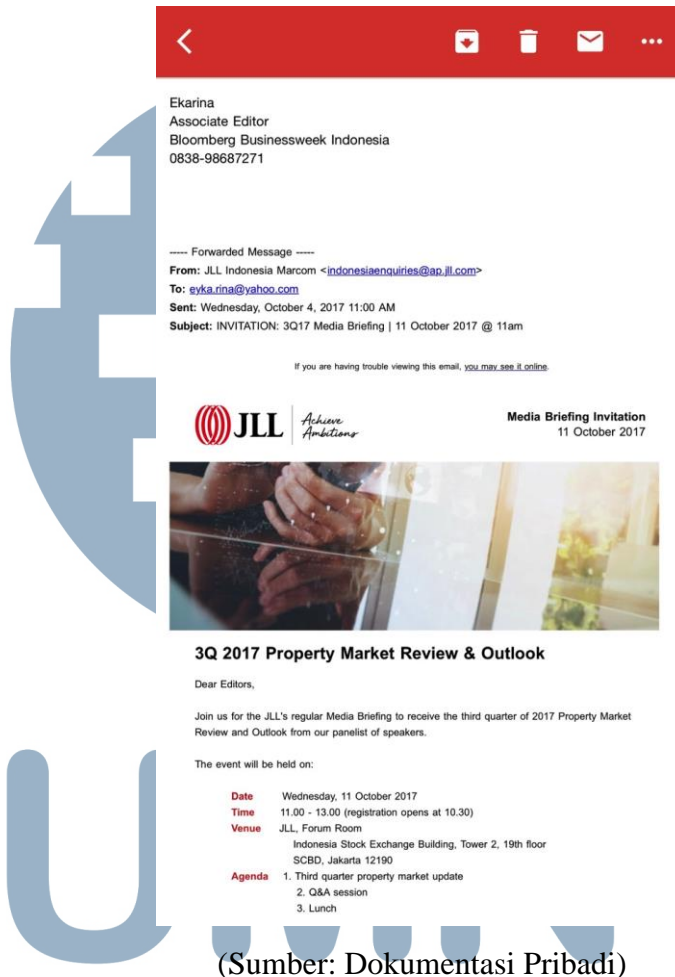 Ekarina
Associate Editor
Bloomberg Businessweek Indonesia
0838-98687271
----- Forwarded Message -----
From: JLL Indonesia Marcom <indonesiaenquiries@ap.jll.com>
To: eyka.rina@yahoo.com
Sent: Wednesday, October 4, 2017 11:00 AM
Subject: INVITATION: 3Q17 Media Briefing | 11 October 2017 @ 11am
If you are having trouble viewing this email, you may see it online.
JLL Achieve Ambitions
Media Briefing Invitation
11 October 2017
3Q 2017 Property Market Review & Outlook
Dear Editors,
Join us for the JLL's regular Media Briefing to receive the third quarter of 2017 Property Market
Review and Outlook from our panelist of speakers.
The event will be held on:
Date Wednesday, 11 October 2017
Time 11.00 - 13.00 (registration opens at 10.30)
Venue JLL, Forum Room
Indonesia Stock Exchange Building, Tower 2, 19th floor
SCBD, Jakarta 12190
Agenda 1. Third quarter property market update
2. Q&A session
3. Lunch
(Sumber: Dokumentasi Pribadi)